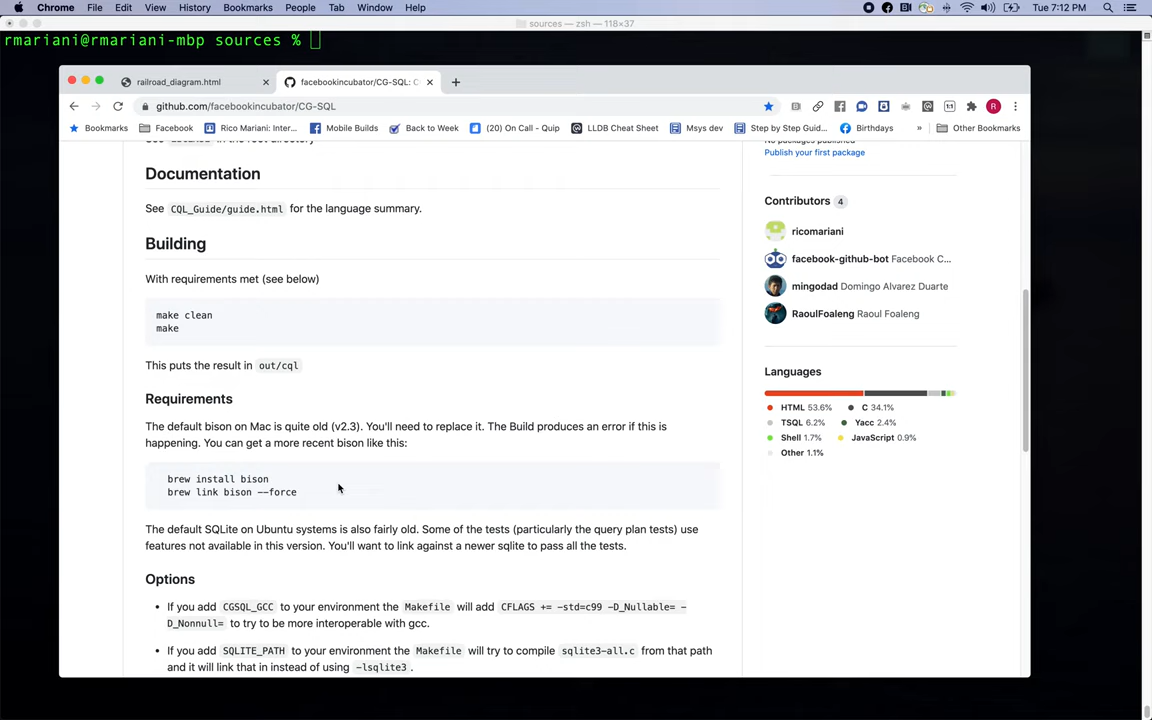 Chrome File Edit View History Bookmarks People Tab Window Help Tue 7:12 PM
sources — zsh — 118×37
rmariani@rmariani-mbp sources %
railroad_diagram.html × facebookincubator/CG-SQL: C × +
github.com/facebookincubator/CG-SQL
Bookmarks Facebook Rico Mariani: Inter... Mobile Builds Back to Week (20) On Call - Quip LLDB Cheat Sheet Msys dev Step by Step Guid... Birthdays » Other Bookmarks
Publish your first package
Documentation
See CQL_Guide/guide.html for the language summary.
Building
With requirements met (see below)
make clean
make
This puts the result in out/cql
Requirements
The default bison on Mac is quite old (v2.3). You'll need to replace it. The Build produces an error if this is
happening. You can get a more recent bison like this:
brew install bison
brew link bison --force
The default SQLite on Ubuntu systems is also fairly old. Some of the tests (particularly the query plan tests) use
features not available in this version. You'll want to link against a newer sqlite to pass all the tests.
Options
• If you add CGSQL_GCC to your environment the Makefile will add CFLAGS += -std=c99 -D_Nullable= -
D_Nonnull= to try to be more interoperable with gcc.
• If you add SQLITE_PATH to your environment the Makefile will try to compile sqlite3-all.c from that path
and it will link that in instead of using -lsqlite3 .
Contributors 4
ricomariani
facebook-github-bot Facebook C...
mingodad Domingo Alvarez Duarte
RaoulFoaleng Raoul Foaleng
Languages
HTML 53.6% C 34.1%
TSQL 6.2% Yacc 2.4%
Shell 1.7% JavaScript 0.9%
Other 1.1%